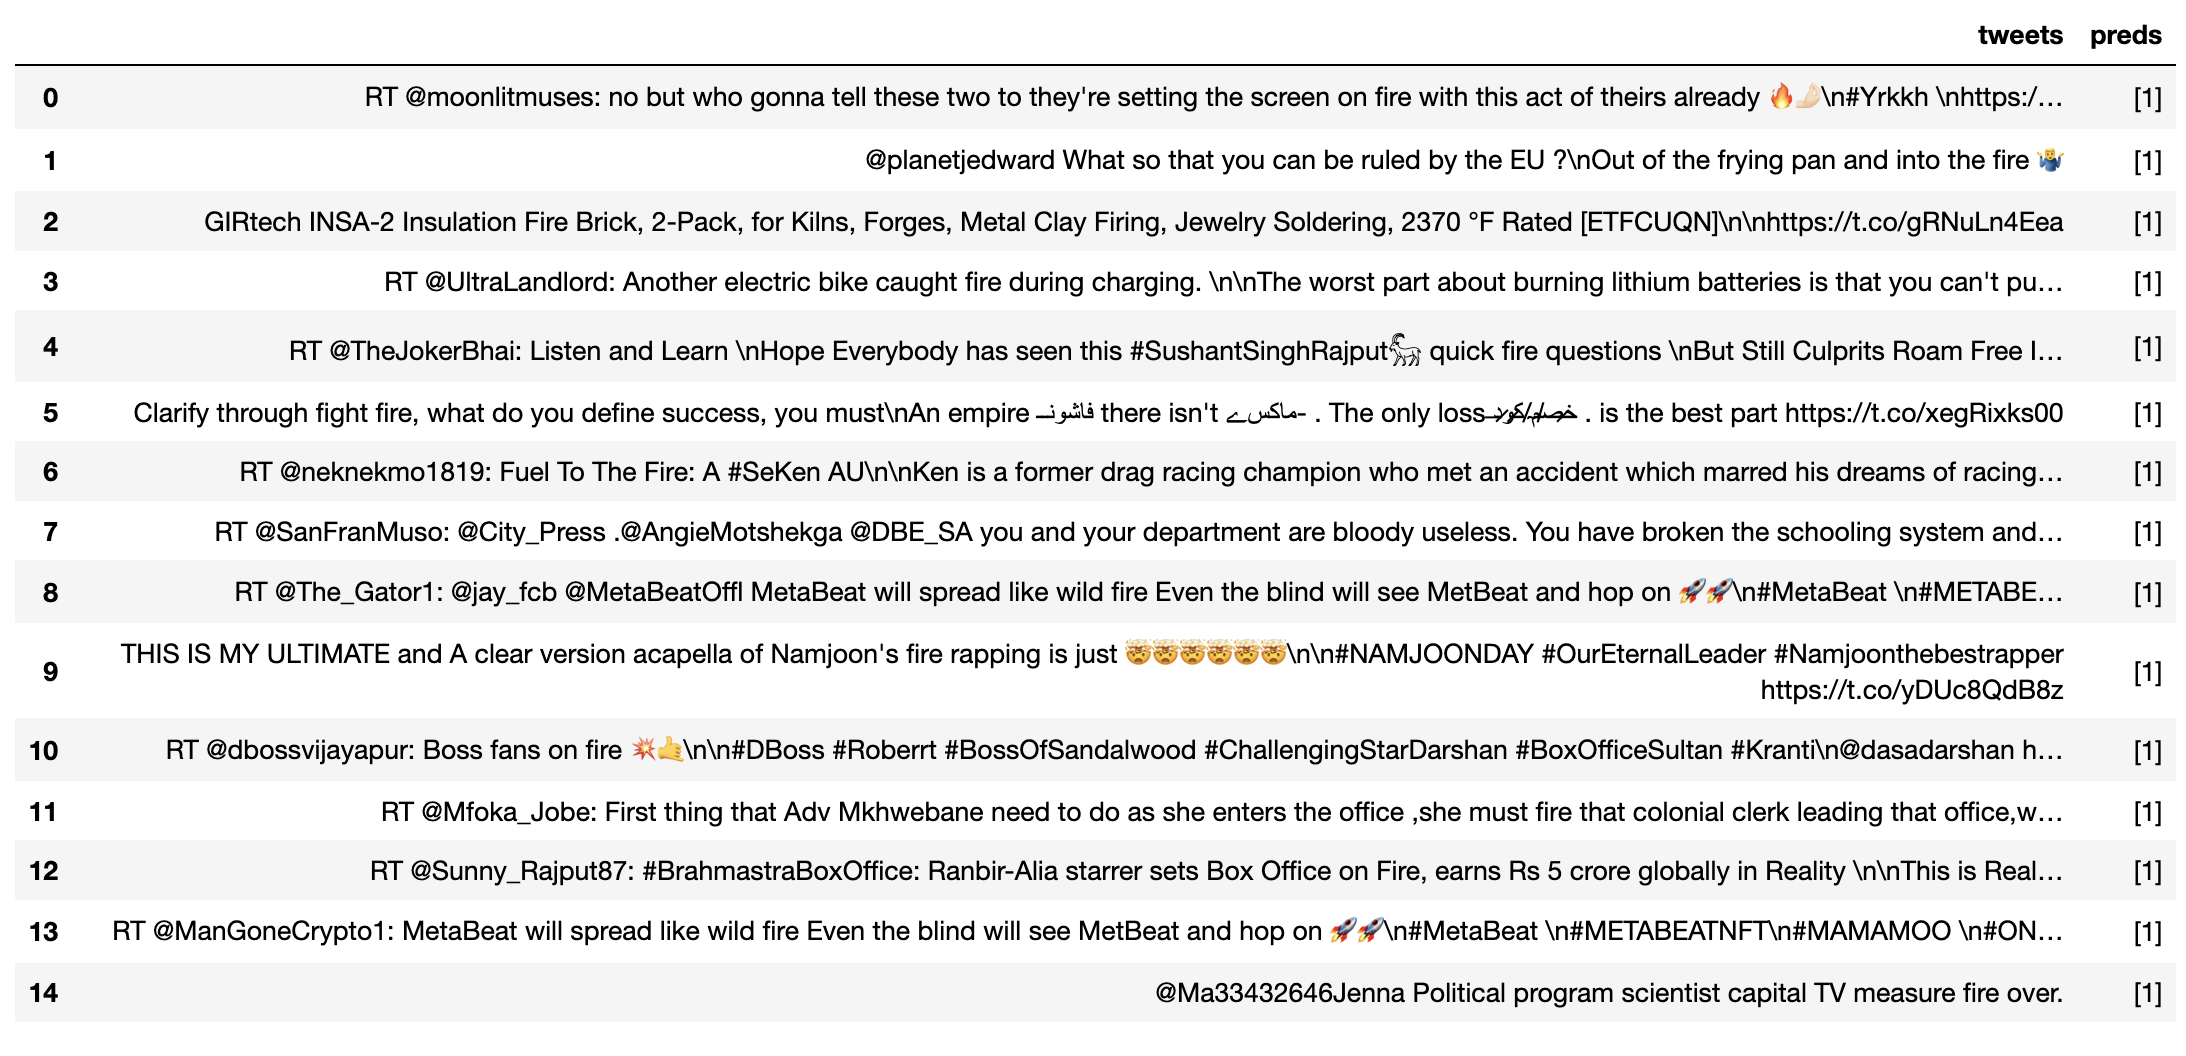 tweets preds
0 RT @moonlitmuses: no but who gonna tell these two to they're setting the screen on fire with this act of theirs already 🔥🤌🏻\n#Yrkkh \nhttps:/… [1]
1 @planetjedward What so that you can be ruled by the EU ?\nOut of the frying pan and into the fire 🤷‍♂️ [1]
2 GIRtech INSA-2 Insulation Fire Brick, 2-Pack, for Kilns, Forges, Metal Clay Firing, Jewelry Soldering, 2370 °F Rated [ETFCUQN]\n\nhttps://t.co/gRNuLn4Eea [1]
3 RT @UltraLandlord: Another electric bike caught fire during charging. \n\nThe worst part about burning lithium batteries is that you can't pu… [1]
4 RT @TheJokerBhai: Listen and Learn \nHope Everybody has seen this #SushantSinghRajput𓃵 quick fire questions \nBut Still Culprits Roam Free I… [1]
5 Clarify through fight fire, what do you define success, you must\nAn empire فاشونـ there isn't ماكسے- . The only loss . is the best part https://t.co/xegRixks00 [1]
6 RT @neknekmo1819: Fuel To The Fire: A #SeKen AU\n\nKen is a former drag racing champion who met an accident which marred his dreams of racing… [1]
7 RT @SanFranMuso: @City_Press .@AngieMotshekga @DBE_SA you and your department are bloody useless. You have broken the schooling system and… [1]
8 RT @The_Gator1: @jay_fcb @MetaBeatOffl MetaBeat will spread like wild fire Even the blind will see MetBeat and hop on 🚀🚀\n#MetaBeat \n#METABE… [1]
9 THIS IS MY ULTIMATE and A clear version acapella of Namjoon's fire rapping is just 🤯🤯🤯🤯🤯🤯\n\n#NAMJOONDAY #OurEternalLeader #Namjoonthebestrapper
https://t.co/yDUc8QdB8z [1]
10 RT @dbossvijayapur: Boss fans on fire 💥🤙\n\n#DBoss #Roberrt #BossOfSandalwood #ChallengingStarDarshan #BoxOfficeSultan #Kranti\n@dasadarshan h… [1]
11 RT @Mfoka_Jobe: First thing that Adv Mkhwebane need to do as she enters the office ,she must fire that colonial clerk leading that office,w… [1]
12 RT @Sunny_Rajput87: #BrahmastraBoxOffice: Ranbir-Alia starrer sets Box Office on Fire, earns Rs 5 crore globally in Reality \n\nThis is Real… [1]
13 RT @ManGoneCrypto1: MetaBeat will spread like wild fire Even the blind will see MetBeat and hop on 🚀🚀\n#MetaBeat \n#METABEATNFT\n#MAMAMOO \n#ON… [1]
14 @Ma33432646Jenna Political program scientist capital TV measure fire over. [1]